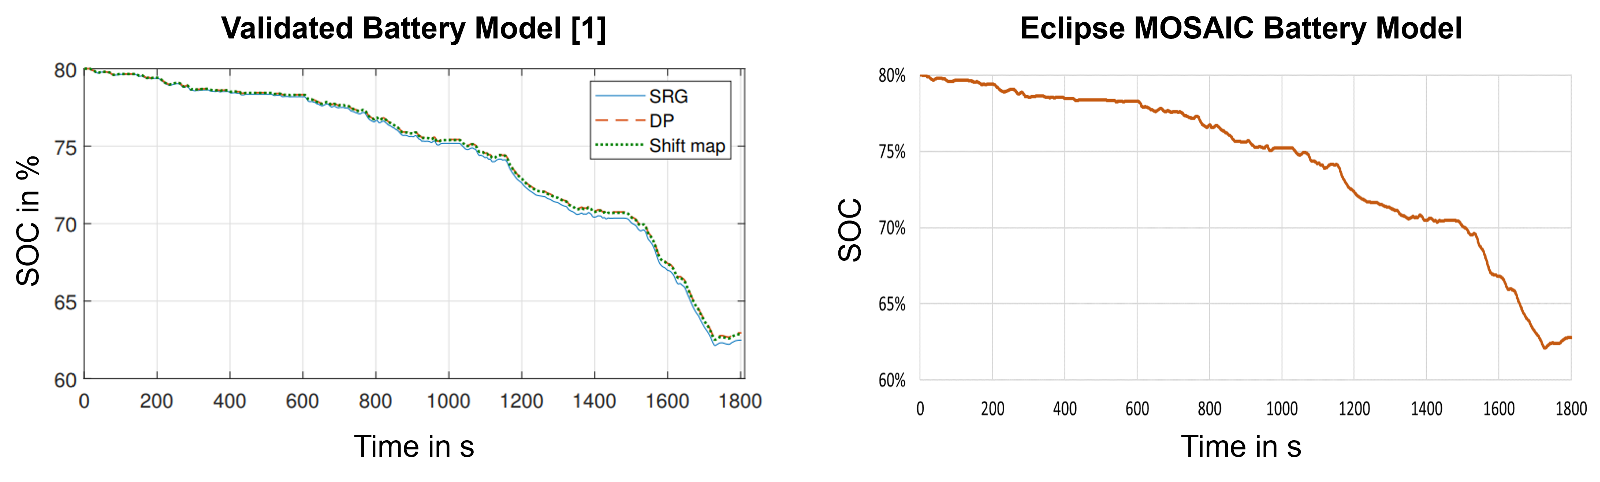 Validated Battery Model [1]
SOC in %
80
75
70
65
60
SRG
DP
Shift map
0 200 400 600 800 1000 1200 1400 1600 1800
Time in s
Eclipse MOSAIC Battery Model
SOC
80%
75%
70%
65%
60%
0 200 400 600 800 1000 1200 1400 1600 1800
Time in s